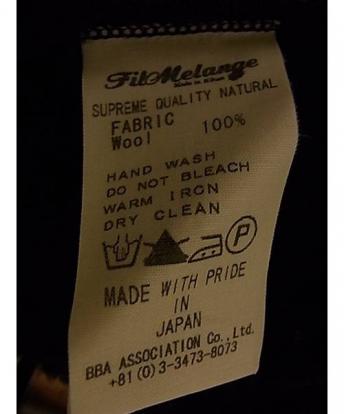 FilMelange
SUPREME QUALITY NATURAL
FABRIC
Wool 100%
HAND WASH
DO NOT BLEACH
WARM IRON
DRY CLEAN
P
MADE WITH PRIDE
IN
JAPAN
BBA ASSOCIATION Co., Ltd.
+81(0)3-3473-8073